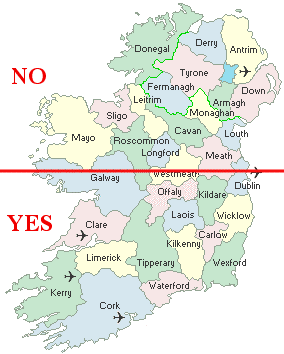 Derry
Antrim
Donegal
Tyrone
NO
Fermanagh
Down
Leitrim
Armagh
Monaghan
Sligo
Cavan
Louth
Mayo
Roscommon
Longford
Meath
Westmeath
Galway
Dublin
Offaly
Kildare
YES
Laois
Wicklow
Clare
Carlow
Kilkenny
Limerick
Tipperary
Wexford
Waterford
Kerry
Cork